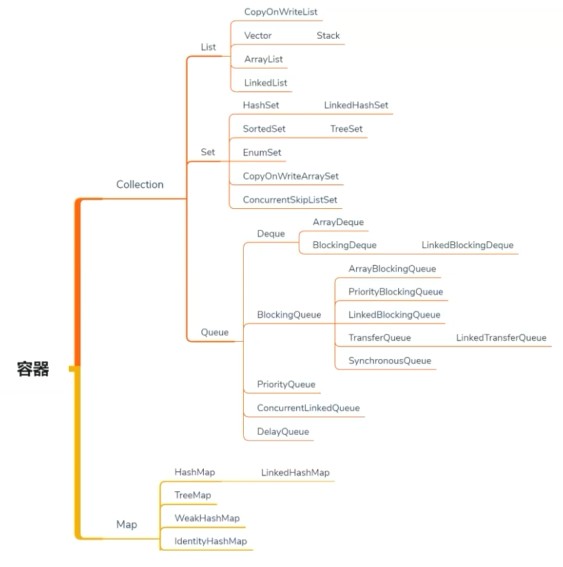 容器
Collection
List
CopyOnWriteList
Vector Stack
ArrayList
LinkedList
Set
HashSet LinkedHashSet
SortedSet TreeSet
EnumSet
CopyOnWriteArraySet
ConcurrentSkipListSet
Queue
Deque
ArrayDeque
BlockingDeque LinkedBlockingDeque
BlockingQueue
ArrayBlockingQueue
PriorityBlockingQueue
LinkedBlockingQueue
TransferQueue LinkedTransferQueue
SynchronousQueue
PriorityQueue
ConcurrentLinkedQueue
DelayQueue
Map
HashMap LinkedHashMap
TreeMap
WeakHashMap
IdentityHashMap